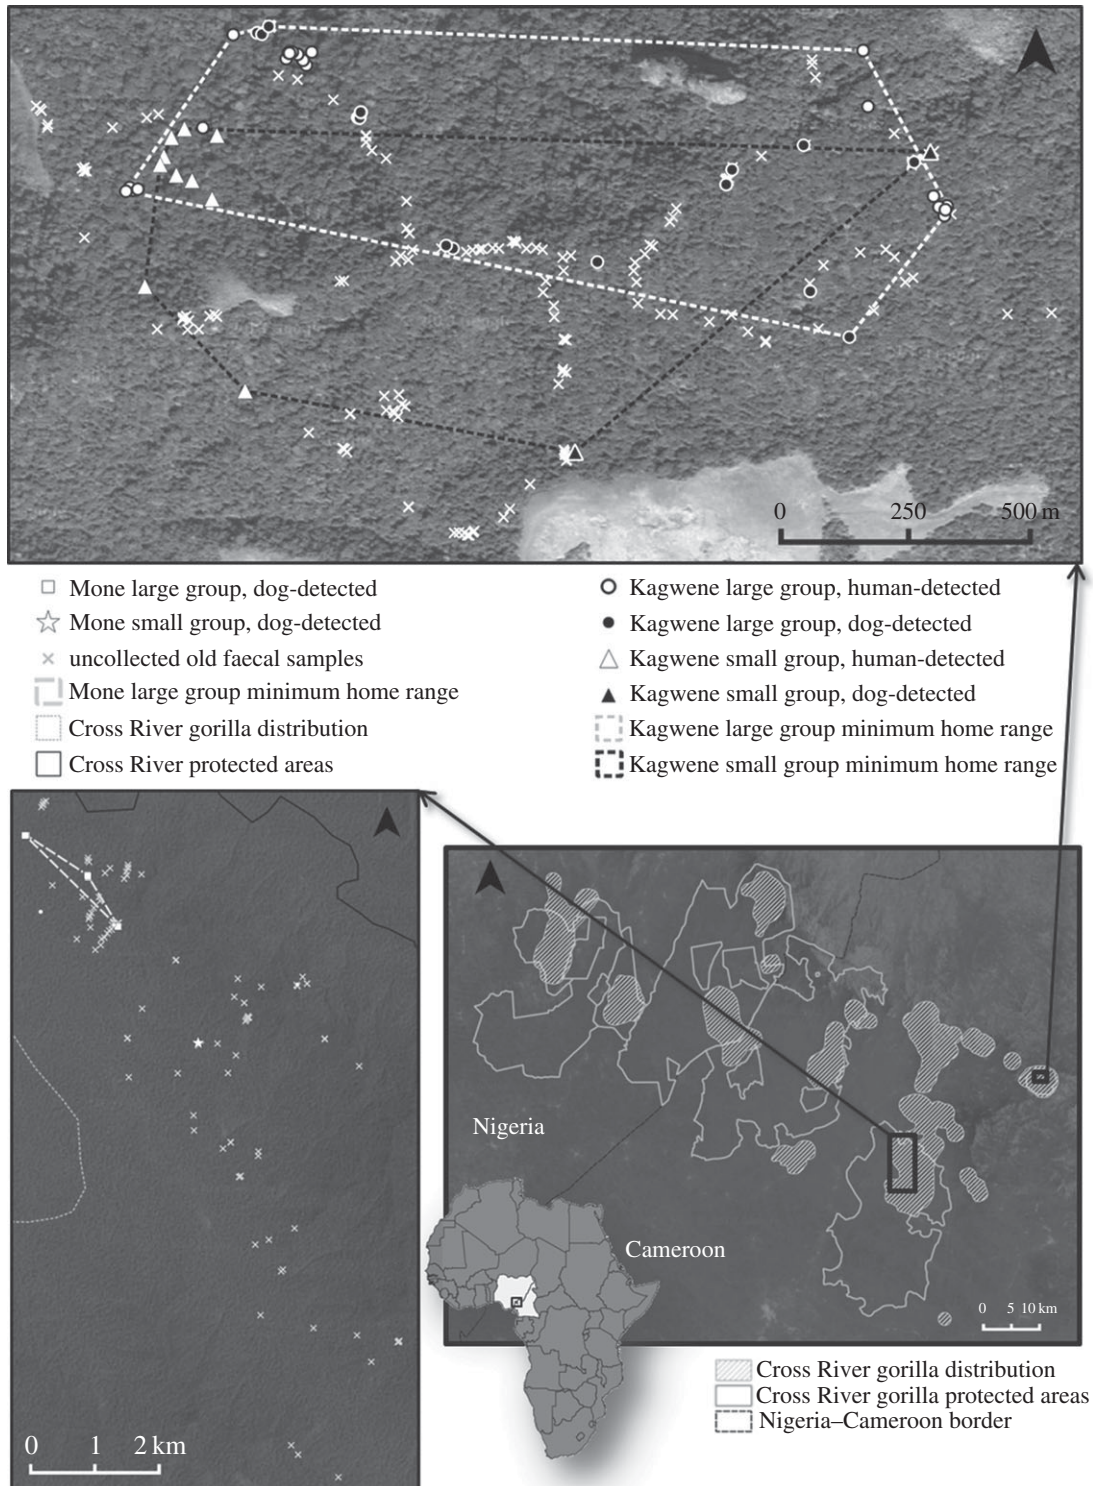 0 250 500 m
Mone large group, dog-detected
Mone small group, dog-detected
uncollected old faecal samples
Mone large group minimum home range
Cross River gorilla distribution
Cross River protected areas
Kagwene large group, human-detected
Kagwene large group, dog-detected
Kagwene small group, human-detected
Kagwene small group, dog-detected
Kagwene large group minimum home range
Kagwene small group minimum home range
0 1 2 km
Nigeria
Cameroon
0 5 10 km
Cross River gorilla distribution
Cross River gorilla protected areas
Nigeria–Cameroon border